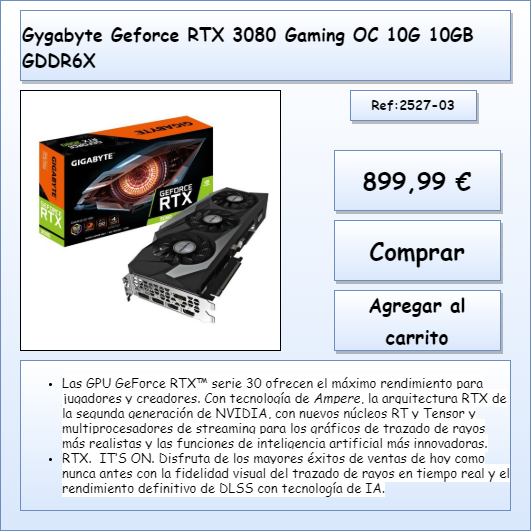 Gygabyte Geforce RTX 3080 Gaming OC 10G 10GB
GDDR6X
Ref:2527-03
GIGABYTE™
GEFORCE
RTX
GIGABYTE
899,99 €
Comprar
Agregar al
carrito
Las GPU GeForce RTX™ serie 30 ofrecen el máximo rendimiento para
jugadores y creadores. Con tecnología de Ampere, la arquitectura RTX de
la segunda generación de NVIDIA, con nuevos núcleos RT y Tensor y
multiprocesadores de streaming para los gráficos de trazado de rayos
más realistas y las funciones de inteligencia artificial más innovadoras.
RTX.  IT'S ON. Disfruta de los mayores éxitos de ventas de hoy como
nunca antes con la fidelidad visual del trazado de rayos en tiempo real y el
rendimiento definitivo de DLSS con tecnología de IA.